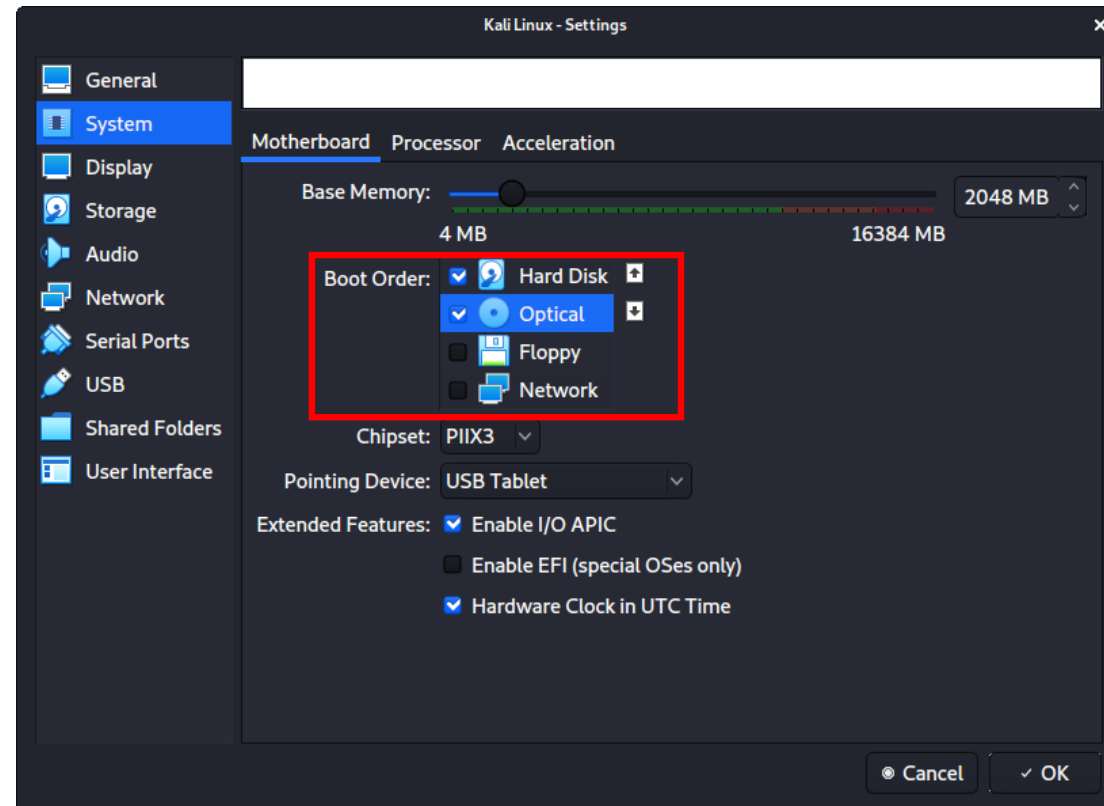 Kali Linux - Settings
General
System
Display
Storage
Audio
Network
Serial Ports
USB
Shared Folders
User Interface
Motherboard Processor Acceleration
Base Memory: 2048 MB
4 MB 16384 MB
Boot Order: Hard Disk
Optical
Floppy
Network
Chipset: PIIX3
Pointing Device: USB Tablet
Extended Features: Enable I/O APIC
Enable EFI (special OSes only)
Hardware Clock in UTC Time
Cancel OK